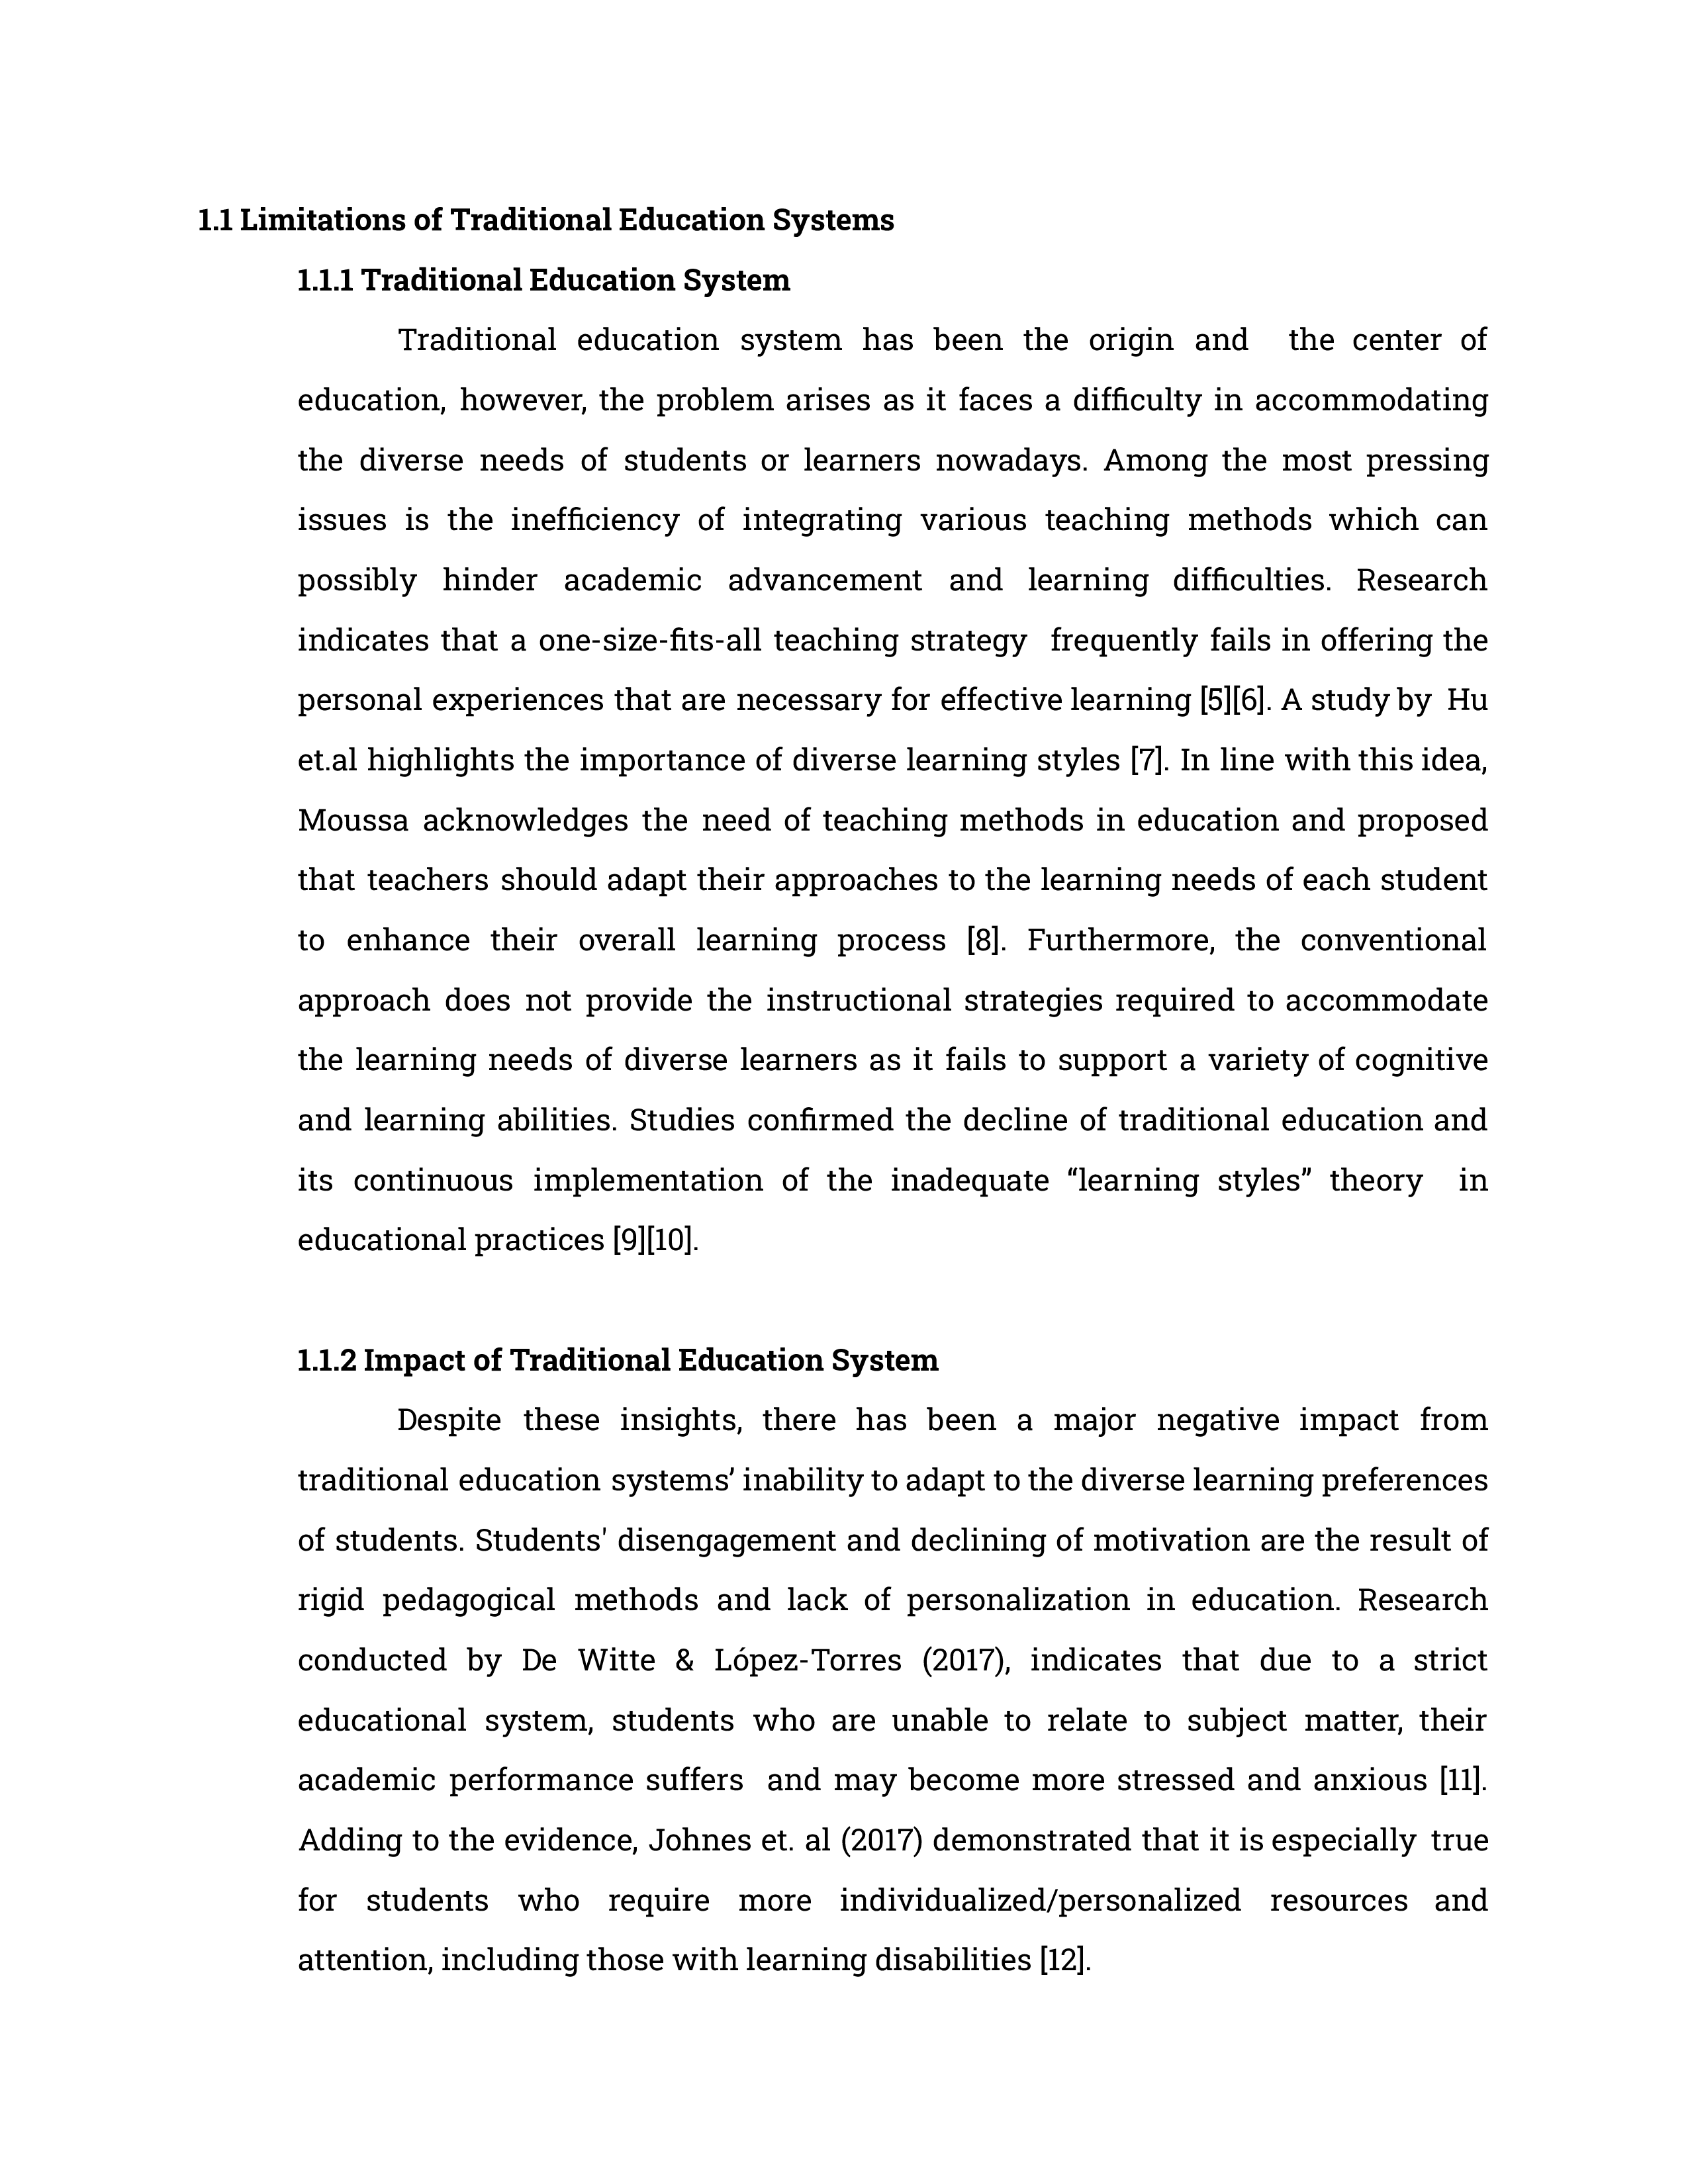 1.1 Limitations of Traditional Education Systems
1.1.1 Traditional Education System
Traditional education system has been the origin and the center of
education, however, the problem arises as it faces a difficulty in accommodating
the diverse needs of students or learners nowadays. Among the most pressing
issues is the inefficiency of integrating various teaching methods which can
possibly hinder academic advancement and learning difficulties. Research
indicates that a one-size-fits-all teaching strategy frequently fails in offering the
personal experiences that are necessary for effective learning [5][6]. A study by Hu
et.al highlights the importance of diverse learning styles [7]. In line with this idea,
Moussa acknowledges the need of teaching methods in education and proposed
that teachers should adapt their approaches to the learning needs of each student
to enhance their overall learning process [8]. Furthermore, the conventional
approach does not provide the instructional strategies required to accommodate
the learning needs of diverse learners as it fails to support a variety of cognitive
and learning abilities. Studies confirmed the decline of traditional education and
its continuous implementation of the inadequate “learning styles” theory in
educational practices [9][10].
1.1.2 Impact of Traditional Education System
Despite these insights, there has been a major negative impact from
traditional education systems’ inability to adapt to the diverse learning preferences
of students. Students' disengagement and declining of motivation are the result of
rigid pedagogical methods and lack of personalization in education. Research
conducted by De Witte & López-Torres (2017), indicates that due to a strict
educational system, students who are unable to relate to subject matter, their
academic performance suffers and may become more stressed and anxious [11].
Adding to the evidence, Johnes et. al (2017) demonstrated that it is especially true
for students who require more individualized/personalized resources and
attention, including those with learning disabilities [12].